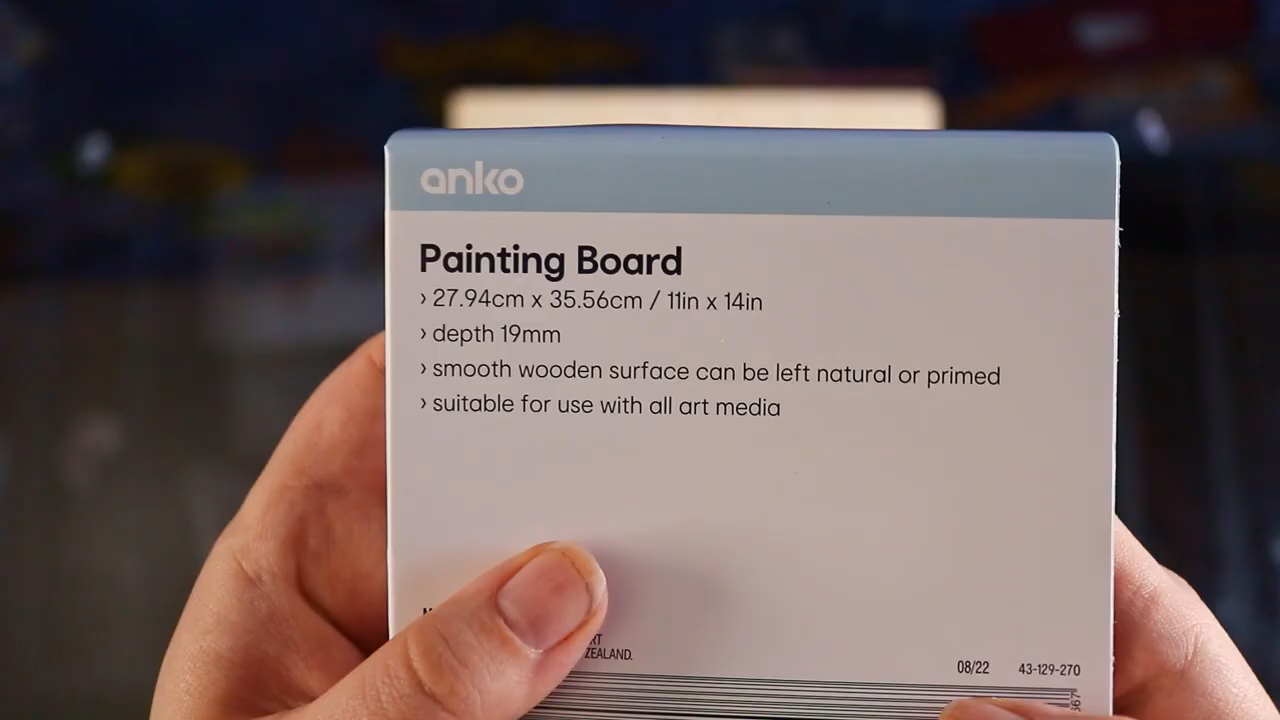 anko
Painting Board
› 27.94cm x 35.56cm / 11in x 14in
› depth 19mm
› smooth wooden surface can be left natural or primed
› suitable for use with all art media
ZEALAND.
08/22 43-129-270